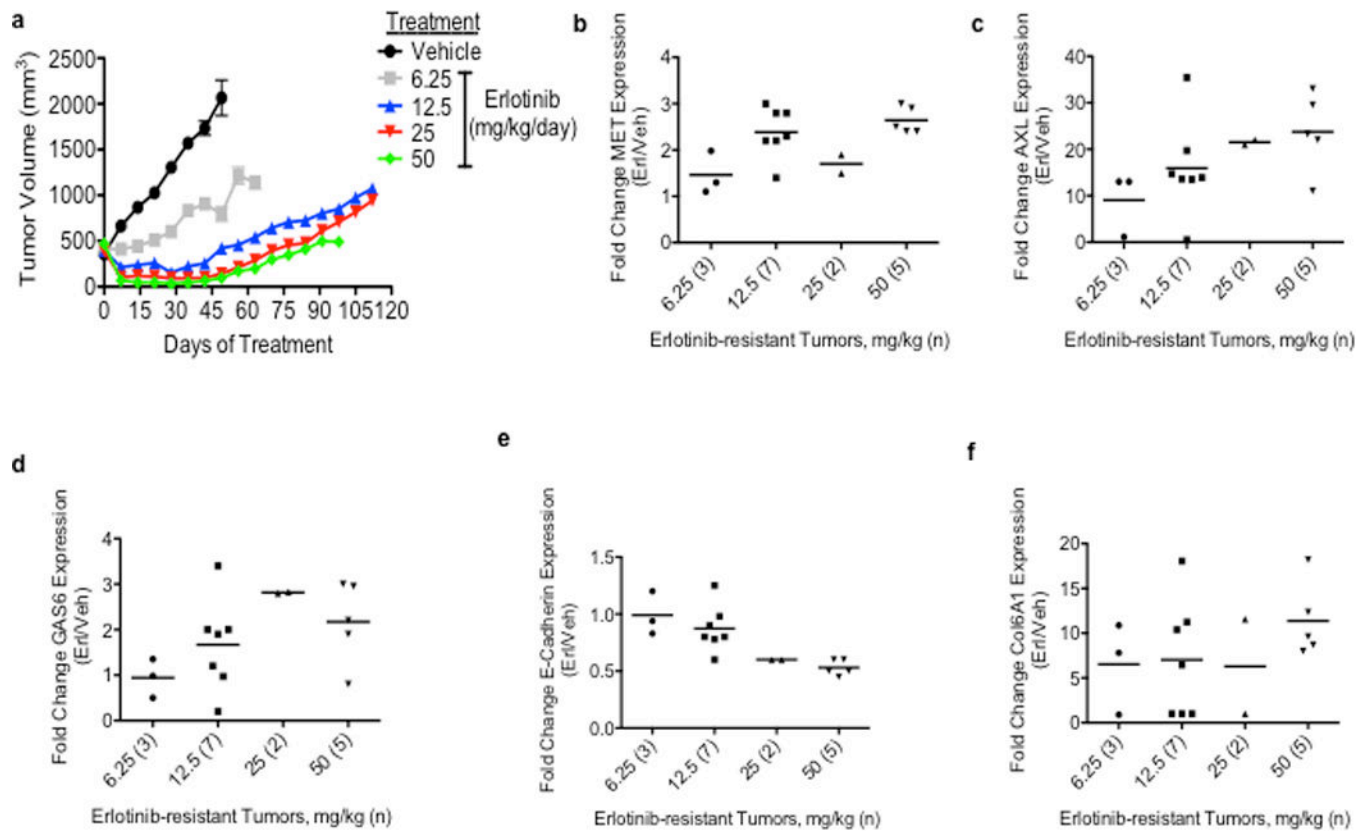 a
Treatment
Vehicle
6.25
12.5
25
50
Erlotinib
(mg/kg/day)
Tumor Volume (mm3)
2500
2000
1500
1000
500
0
0 15 30 45 60 75 90 105 120
Days of Treatment
b
Fold Change MET Expression
(Erl/Veh)
4
3
2
1
0
6.25 (3)
12.5 (7)
25 (2)
50 (5)
Erlotinib-resistant Tumors, mg/kg (n)
c
Fold Change AXL Expression
(Erl/Veh)
40
30
20
10
0
6.25 (3)
12.5 (7)
25 (2)
50 (5)
Erlotinib-resistant Tumors, mg/kg (n)
d
Fold Change GAS6 Expression
(Erl/Veh)
4
3
2
1
0
6.25 (3)
12.5 (7)
25 (2)
50 (5)
Erlotinib-resistant Tumors, mg/kg (n)
e
Fold Change E-Cadherin Expression
(Erl/Veh)
1.5
1.0
0.5
0.0
6.25 (3)
12.5 (7)
25 (2)
50 (5)
Erlotinib-resistant Tumors, mg/kg (n)
f
Fold Change Col6A1 Expression
(Erl/Veh)
20
15
10
5
0
6.25 (3)
12.5 (7)
25 (2)
50 (5)
Erlotinib-resistant Tumors, mg/kg (n)